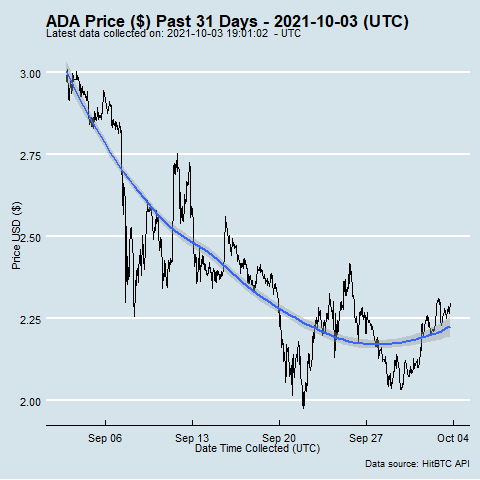 ADA Price ($) Past 31 Days - 2021-10-03 (UTC)
Latest data collected on: 2021-10-03 19:01:02  - UTC
3.00
2.75
2.50
2.25
2.00
Price USD ($)
Sep 06 Sep 13 Sep 20 Sep 27 Oct 04
Date Time Collected (UTC)
Data source: HitBTC API